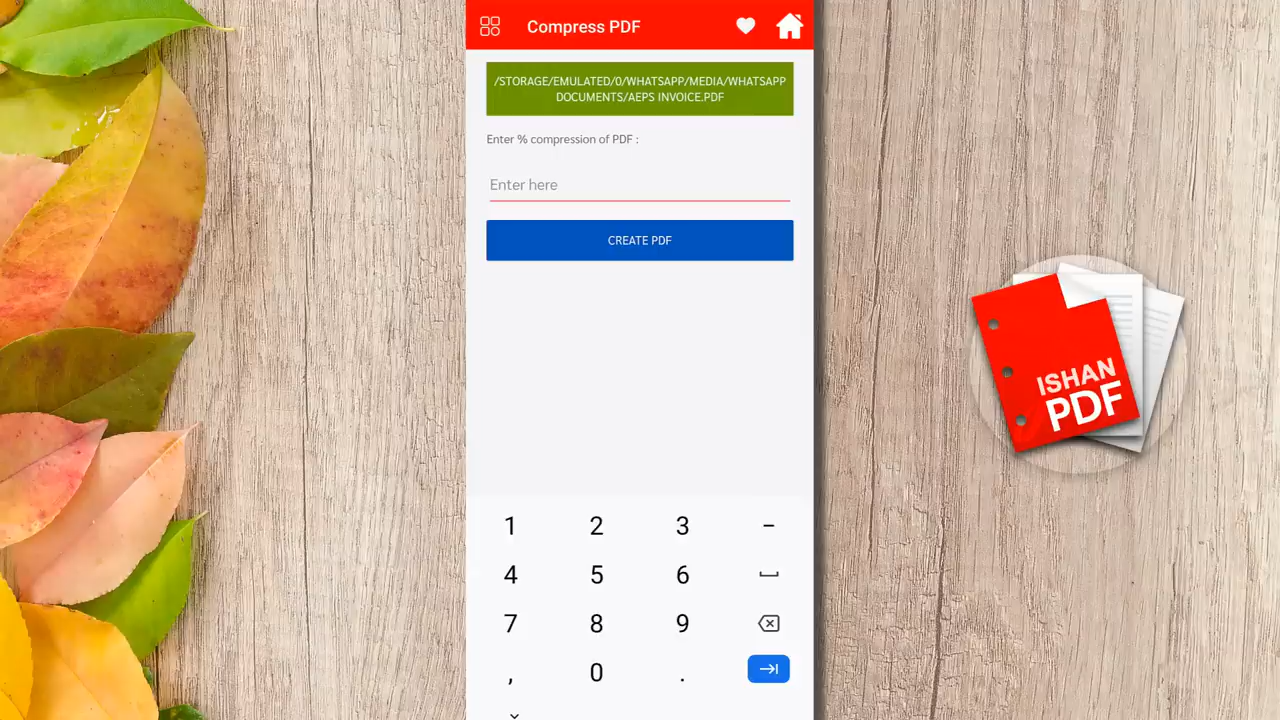 Compress PDF
/STORAGE/EMULATED/0/WHATSAPP/MEDIA/WHATSAPP
DOCUMENTS/AEPS INVOICE.PDF
Enter % compression of PDF :
Enter here
CREATE PDF
1 2 3 -
4 5 6
7 8 9
, 0 .
ISHAN
PDF